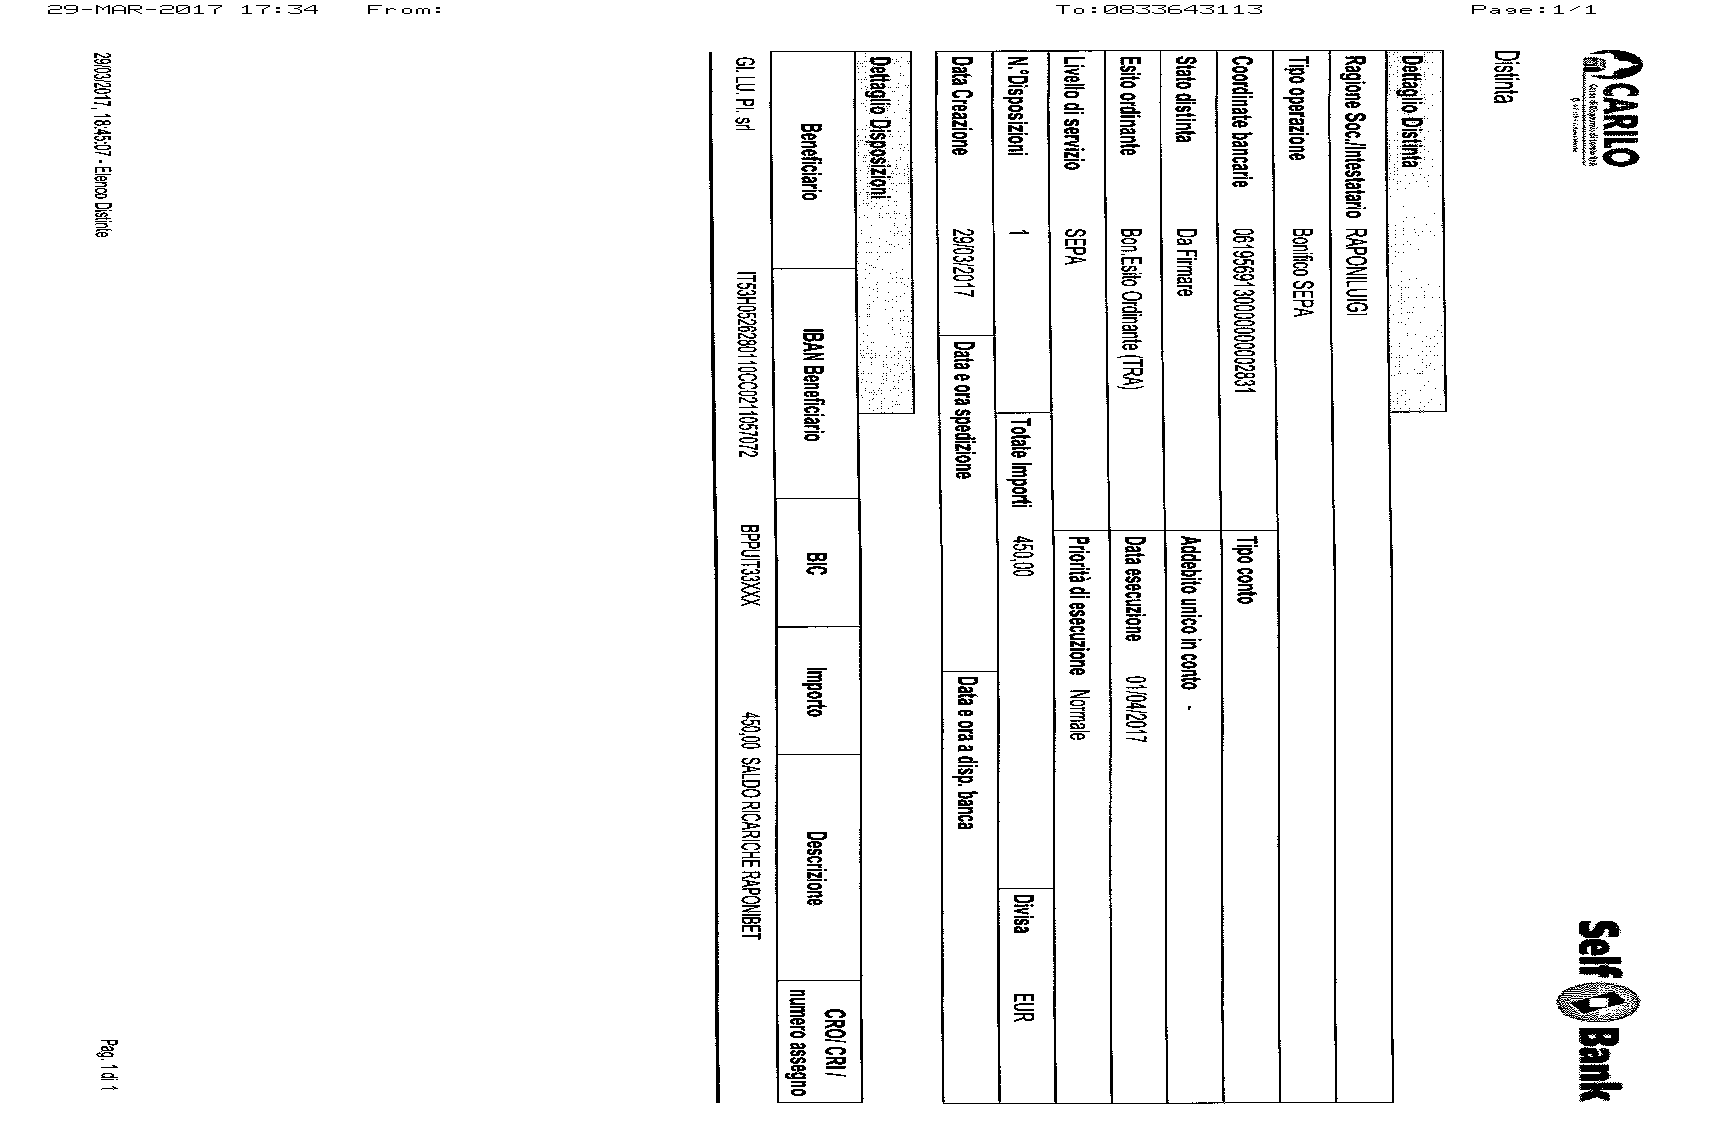 29-MAR-2017 17:34 From: To:0833643113 Page:1/1
CARILO
Self Bank
Distinta
Dettaglio Distinta
Ragione Soc./Intestatario RAPONILUIGI
Tipo operazione Bonifico SEPA
Coordinate bancarie 06195691300000000002831 Tipo conto
Stato distinta Da Firmare Addebito unico in conto -
Esito ordinante Bon.Esito Ordinante (TRA) Data esecuzione 01/04/2017
Livello di servizio SEPA Priorità di esecuzione Normale
N.°Disposizioni 1 Totale Importi 450,00 Divisa EUR
Data Creazione 29/03/2017 Data e ora spedizione Data e ora a disp. banca
Dettaglio Disposizioni
Beneficiario IBAN Beneficiario BIC Importo Descrizione CRO/ CRI / numero assegno
GI.LU.PI. srl IT53H0526280110CC0211057072 BPPUIT33XXX 450,00 SALDO RICARICHE RAPONIBET
29/03/2017, 18:45:07 - Elenco Distinte Pag. 1 di 1